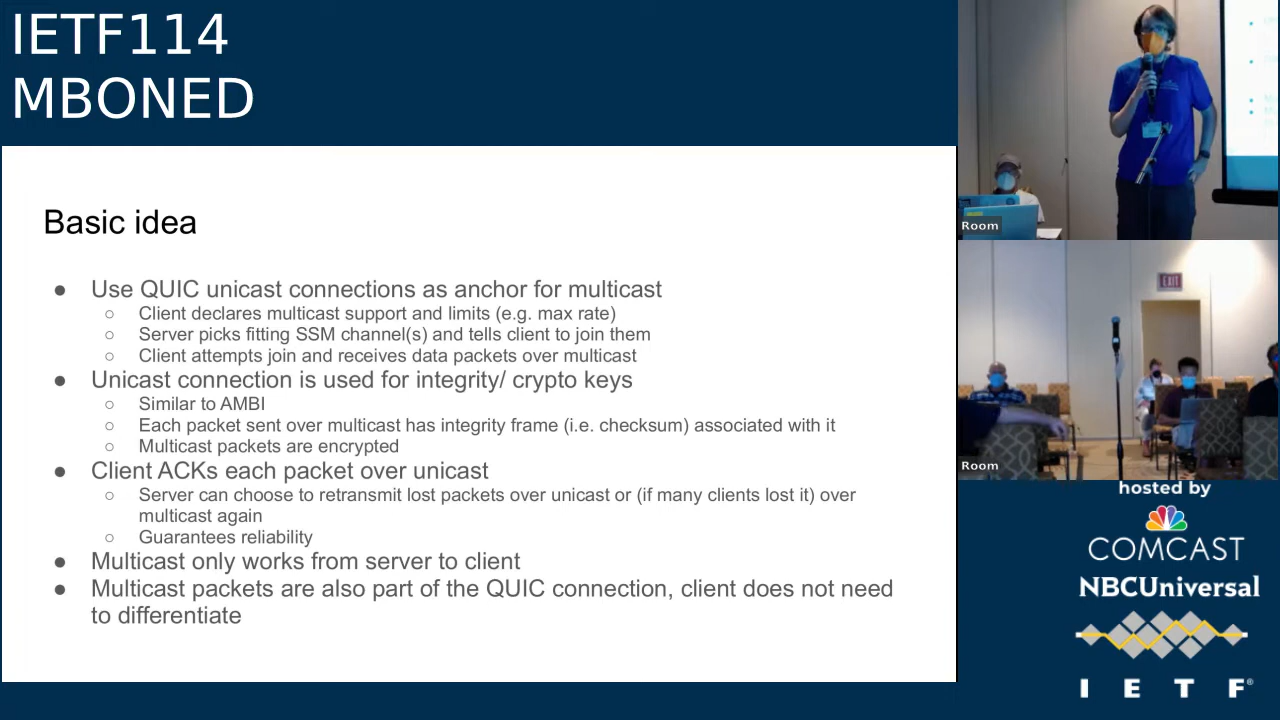 IETF114
MBONED
Basic idea
● Use QUIC unicast connections as anchor for multicast
○ Client declares multicast support and limits (e.g. max rate)
○ Server picks fitting SSM channel(s) and tells client to join them
○ Client attempts join and receives data packets over multicast
● Unicast connection is used for integrity/ crypto keys
○ Similar to AMBI
○ Each packet sent over multicast has integrity frame (i.e. checksum) associated with it
○ Multicast packets are encrypted
● Client ACKs each packet over unicast
○ Server can choose to retransmit lost packets over unicast or (if many clients lost it) over
multicast again
○ Guarantees reliability
● Multicast only works from server to client
● Multicast packets are also part of the QUIC connection, client does not need
to differentiate
Room
EXIT
Room
hosted by
COMCAST
NBCUniversal
I E T F®